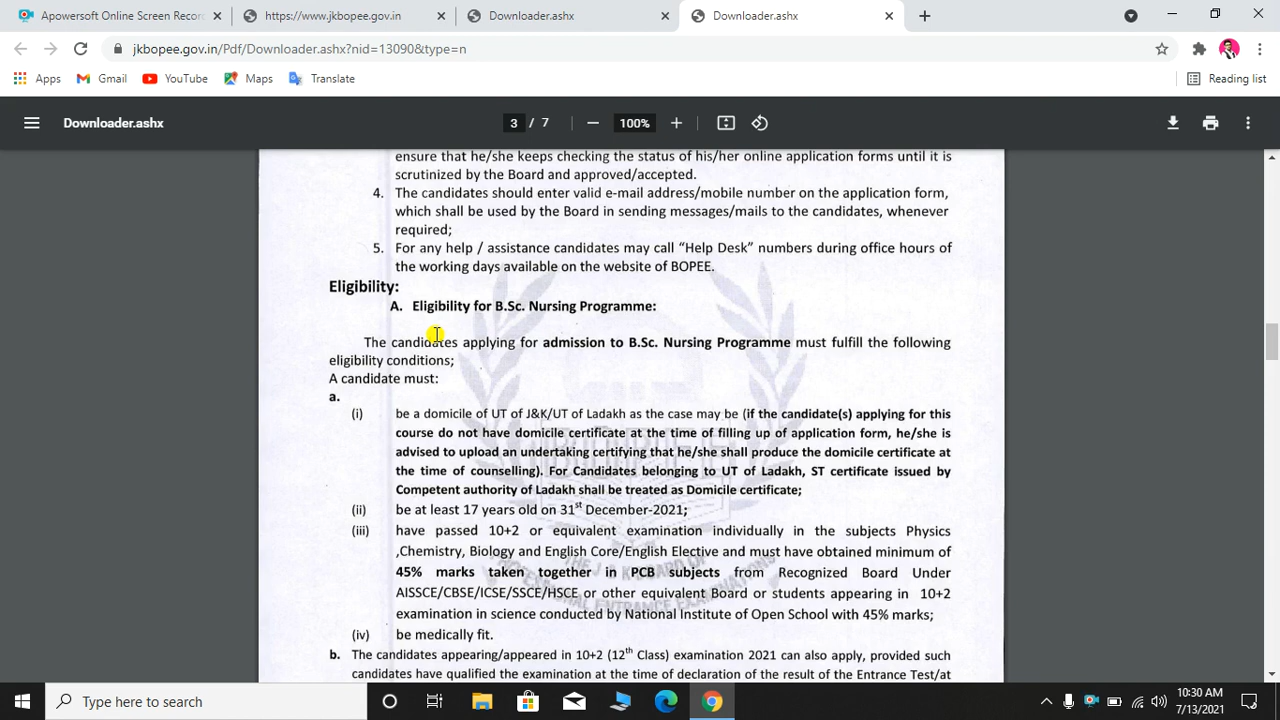 Apowersoft Online Screen Record
https://www.jkbopee.gov.in
Downloader.ashx
Downloader.ashx
jkbopee.gov.in/Pdf/Downloader.ashx?nid=13090&type=n
Apps
Gmail
YouTube
Maps
Translate
Reading list
Downloader.ashx
3 / 7
100%
ensure that he/she keeps checking the status of his/her online application forms until it is
scrutinized by the Board and approved/accepted.
4. The candidates should enter valid e-mail address/mobile number on the application form,
which shall be used by the Board in sending messages/mails to the candidates, whenever
required;
5. For any help / assistance candidates may call “Help Desk” numbers during office hours of
the working days available on the website of BOPEE.
Eligibility:
A. Eligibility for B.Sc. Nursing Programme:
The candidates applying for admission to B.Sc. Nursing Programme must fulfill the following
eligibility conditions;
A candidate must:
a.
(i) be a domicile of UT of J&K/UT of Ladakh as the case may be (if the candidate(s) applying for this
course do not have domicile certificate at the time of filling up of application form, he/she is
advised to upload an undertaking certifying that he/she shall produce the domicile certificate at
the time of counselling). For Candidates belonging to UT of Ladakh, ST certificate issued by
Competent authority of Ladakh shall be treated as Domicile certificate;
(ii) be at least 17 years old on 31st December-2021;
(iii) have passed 10+2 or equivalent examination individually in the subjects Physics
,Chemistry, Biology and English Core/English Elective and must have obtained minimum of
45% marks taken together in PCB subjects from Recognized Board Under
AISSCE/CBSE/ICSE/SSCE/HSCE or other equivalent Board or students appearing in 10+2
examination in science conducted by National Institute of Open School with 45% marks;
(iv) be medically fit.
b. The candidates appearing/appeared in 10+2 (12th Class) examination 2021 can also apply, provided such
candidates have qualified the examination at the time of declaration of the result of the Entrance Test/at
THE J & K BOARD OF
PROFESSIONAL ENTRANCE EXAMINATIONS
Type here to search
10:30 AM
7/13/2021